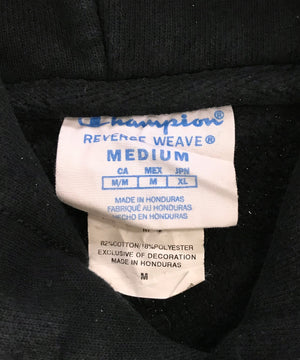 Champion
REVERSE WEAVE®
MEDIUM
CA MEX JPN
M/M M XL
MADE IN HONDURAS
FABRIQUÉ AU HONDURAS
HECHO EN HONDURAS
82%COTTON/18%POLYESTER
EXCLUSIVE OF DECORATION
MADE IN HONDURAS
M